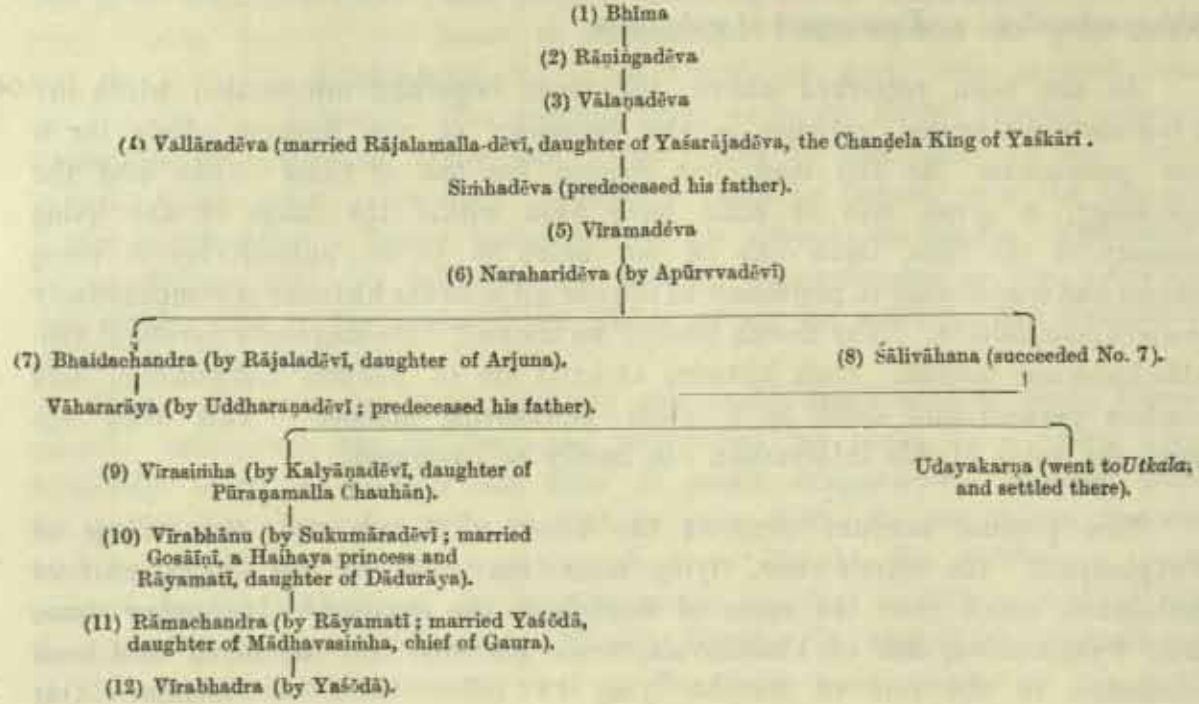 (1) Bhīma
(2) Rāṇiṅgadēva
(3) Vālaṇadēva
(4) Vallāradēva (married Rājalamalla-dēvī, daughter of Yaśarājadēva, the Chandela King of Yaśkārī .
Siṁhadēva (predeceased his father).
(5) Vīramadéva
(6) Naraharidēva (by Apūrvvadēvī)
(7) Bhaidachandra (by Rājaladēvī, daughter of Arjuna).
(8) Śālivāhana (succeeded No. 7).
Vāhararāya (by Uddharaṇadēvī ; predeceased his father).
(9) Vīrasiṁha (by Kalyāṇadēvī, daughter of
Pūraṇamalla Chauhān).
Udayakarṇa (went to Utkala,
and settled there).
(10) Vīrabhānu (by Sukumāradēvī ; married
Gosāīṇī, a Haihaya princess and
Rāyamatī, daughter of Dādurāya).
(11) Rāmachandra (by Rāyamatī ; married Yaśōdā,
daughter of Mādhavasiṁha, chief of Gaura).
(12) Vīrabhadra (by Yaśōdā).